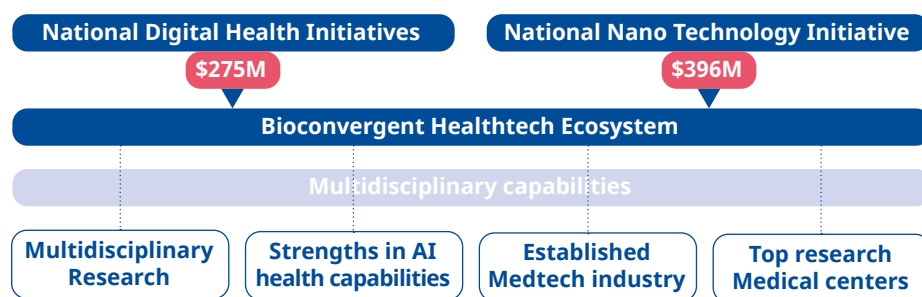 National Digital Health Initiatives
National Nano Technology Initiative
$275M
$396M
Bioconvergent Healthtech Ecosystem
Multidisciplinary capabilities
Multidisciplinary
Research
Strengths in AI
health capabilities
Established
Medtech industry
Top research
Medical centers